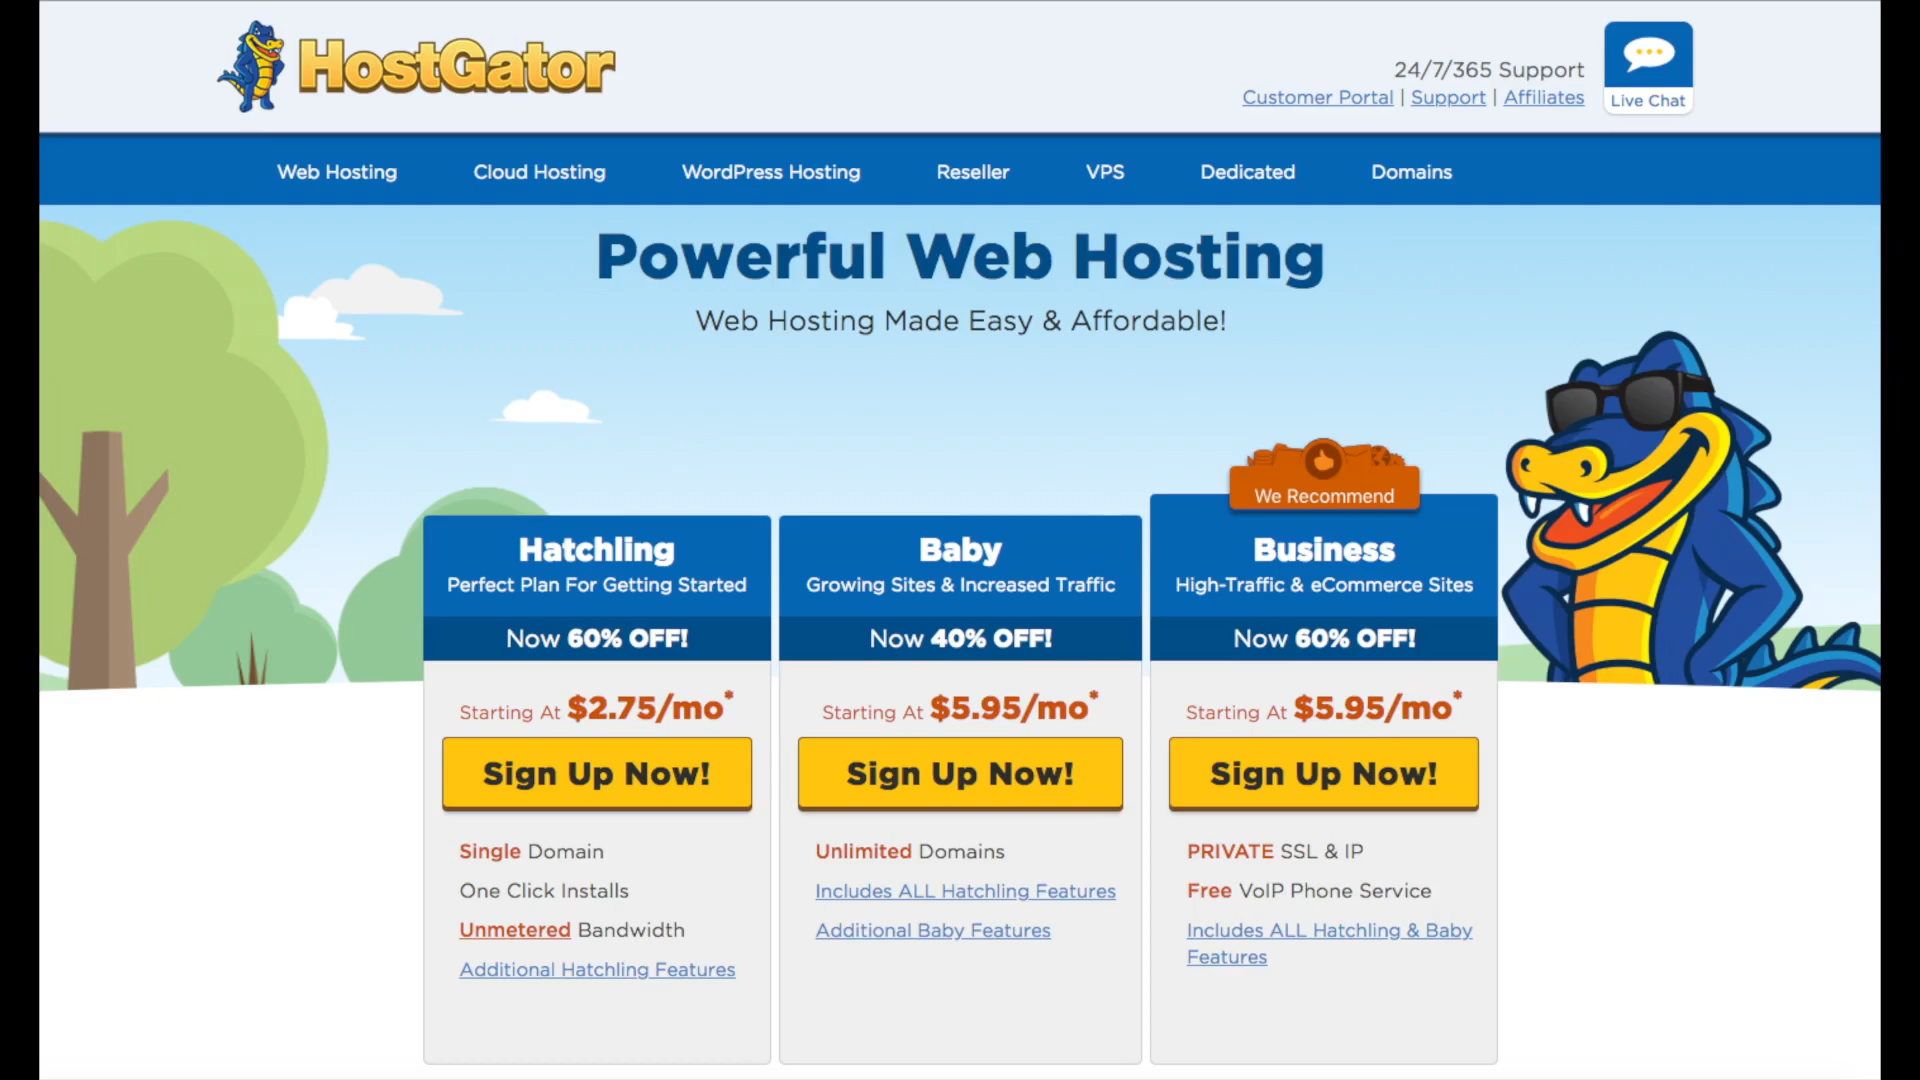 HostGator
24/7/365 Support
Customer Portal | Support | Affiliates
Live Chat
Web Hosting Cloud Hosting WordPress Hosting Reseller VPS Dedicated Domains
Powerful Web Hosting
Web Hosting Made Easy & Affordable!
Hatchling
Perfect Plan For Getting Started
Now 60% OFF!
Starting At $2.75/mo*
Sign Up Now!
Single Domain
One Click Installs
Unmetered Bandwidth
Additional Hatchling Features
Baby
Growing Sites & Increased Traffic
Now 40% OFF!
Starting At $5.95/mo*
Sign Up Now!
Unlimited Domains
Includes ALL Hatchling Features
Additional Baby Features
We Recommend
Business
High-Traffic & eCommerce Sites
Now 60% OFF!
Starting At $5.95/mo*
Sign Up Now!
PRIVATE SSL & IP
Free VoIP Phone Service
Includes ALL Hatchling & Baby
Features